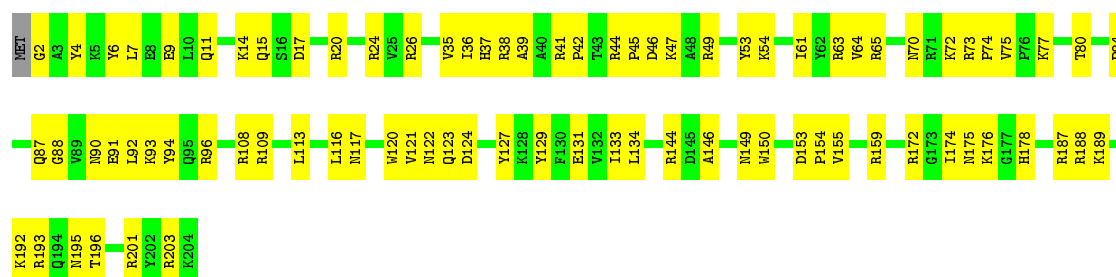 MET G2 A3 Y4 K5 Y6 L7 E8 E9 L10 Q11 K14 Q15 S16 D17 R20 R24 V25 R26 V35 I36 H37 R38 A39 A40 R41 P42 T43 R44 P45 D46 K47 A48 R49 Y53 K54 I61 Y62 R63 V64 R65 N70 R71 K72 R73 P74 V75 P76 K77 T80
Q87 G88 V89 N90 E91 L92 K93 Y94 Q95 R96 R108 R109 L113 L116 N117 W120 V121 N122 Q123 D124 Y127 K128 Y129 F130 E131 V132 I133 L134 R144 D145 A146 N149 W150 D153 P154 V155 R159 R172 G173 I174 N175 K176 G177 H178 R187 R188 K189
K192 R193 Q194 N195 T196 R201 Y202 R203 K204